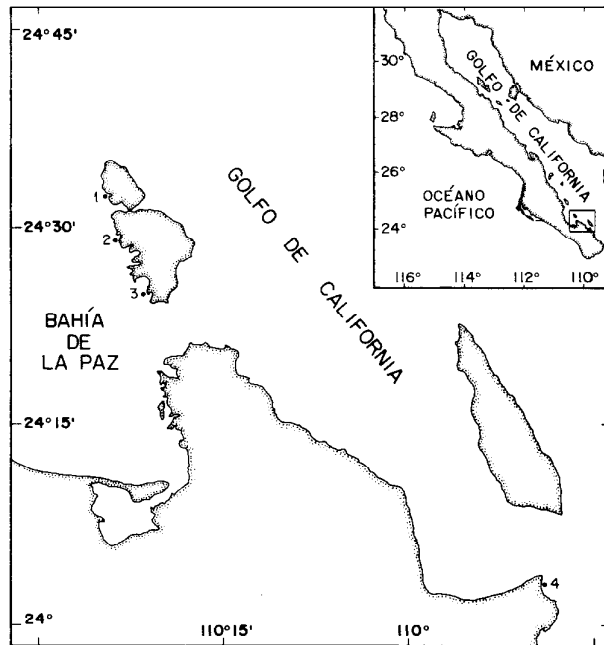 24°45'
30°
28°
26°
24°
116°
114°
112°
110°
GOLFO DE CALIFORNIA
MÉXICO
OCÉANO
PACÍFICO
1
24°30'
2
3
GOLFO DE CALIFORNIA
BAHÍA
DE
LA PAZ
24°15'
4
24°
110°15'
110°